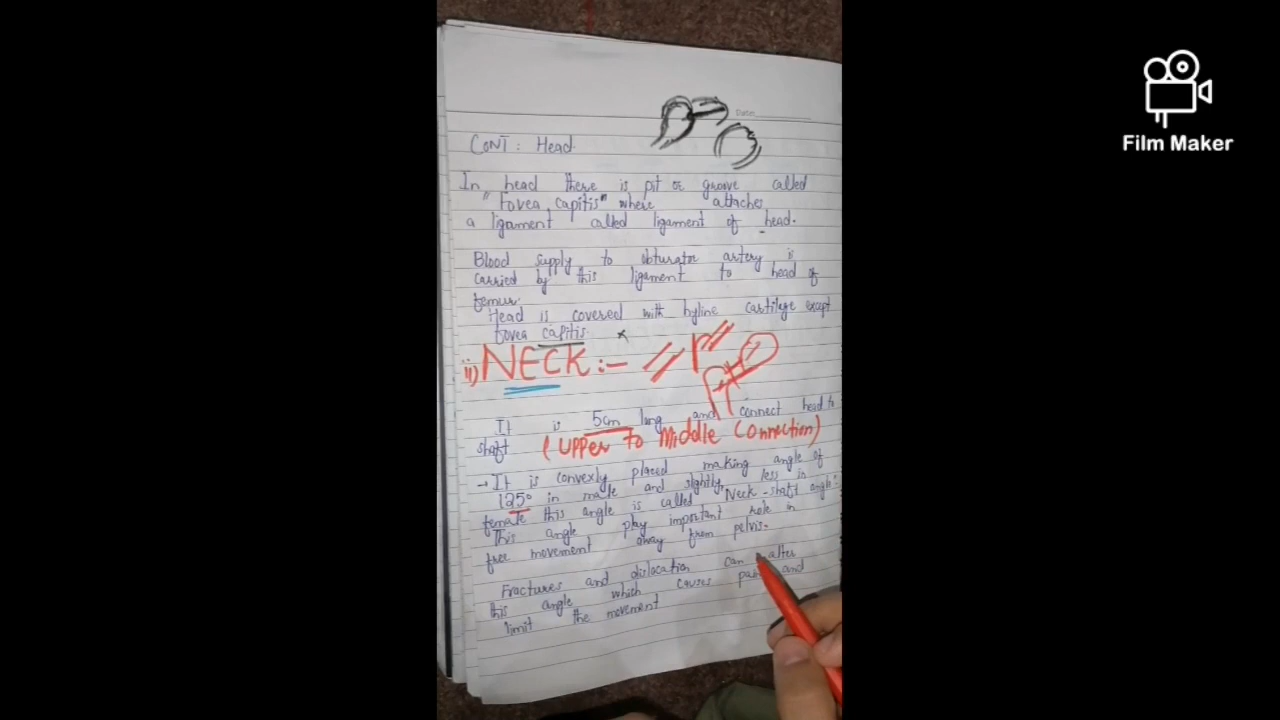 Film Maker
Date:
CONT : Head
In head there is pit or groove called
"Fovea capitis" where attaches
a ligament called ligament of head.
Blood supply to obturator artery is
carried by this ligament to head of
femur.
Head is covered with hyline cartilage except
Fovea capitis
ii) NECK :-
It is 5cm long and connect head to
shaft (Upper to Middle Connection)
→ It is convexly placed making angle of
125° in male and slightly less in
female this angle is called "Neck-shaft angle"
This angle play important role in
free movement away from pelvis.
Fractures and dislocation can alter
this angle which causes pain and
limit the movement